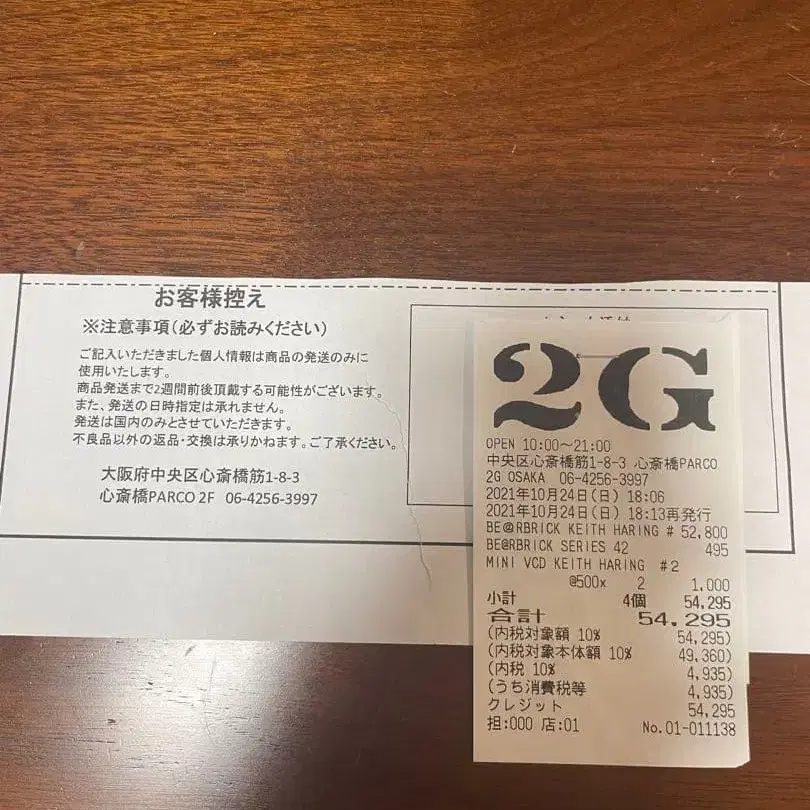 お客様控え
※注意事項(必ずお読みください)
ご記入いただきました個人情報は商品の発送のみに
使用いたします。
商品発送まで2週間前後頂戴する可能性がございます。
また、発送の日時指定は承れません。
発送は国内のみとさせていただきます。
不良品以外の返品・交換は承りかねます。ご了承ください。
大阪府中央区心斎橋筋1-8-3
心斎橋PARCO 2F 06-4256-3997
2G
OPEN 10:00~21:00
中央区心斎橋筋1-8-3 心斎橋PARCO
2G OSAKA 06-4256-3997
2021年10月24日(日) 18:06
2021年10月24日(日) 18:13再発行
BE@RBRICK KEITH HARING # 52,800
BE@RBRICK SERIES 42 495
MINI VCD KEITH HARING #2
@500x 2 1,000
小計 4個 54,295
合計 54,295
(内税対象額 10% 54,295)
(内税対象本体額 10% 49,360)
(内税 10% 4,935)
(うち消費税等 4,935)
クレジット 54,295
担:000 店:01 No.01-011138